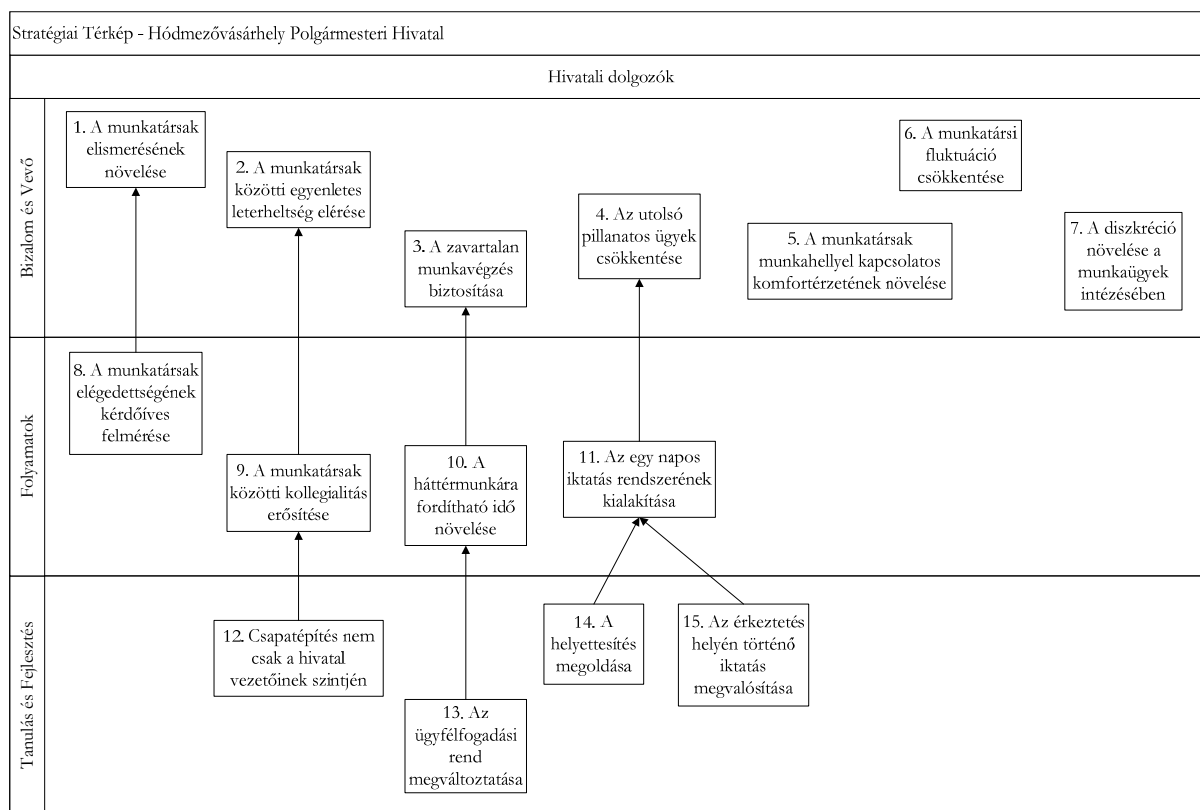 Stratégiai Térkép - Hódmezővásárhely Polgármesteri Hivatal
Hivatali dolgozók
Bizalom és Vevő
1. A munkatársak
elismerésének
növelése
2. A munkatársak
közötti egyenletes
leterheltség elérése
3. A zavartalan
munkavégzés
biztosítása
4. Az utolsó
pillanatos ügyek
csökkentése
5. A munkatársak
munkahellyel kapcsolatos
komfortérzetének növelése
6. A munkatársi
fluktuáció
csökkentése
7. A diszkréció
növelése a
munkaügyek
intézésében
Folyamatok
8. A munkatársak
elégedettségének
kérdőíves
felmérése
9. A munkatársak
közötti kollegialitás
erősítése
10. A
háttérmunkára
fordítható idő
növelése
11. Az egy napos
iktatás rendszerének
kialakítása
Tanulás és Fejlesztés
12. Csapatépítés nem
csak a hivatal
vezetőinek szintjén
13. Az
ügyfélfogadási
rend
megváltoztatása
14. A
helyettesítés
megoldása
15. Az érkeztetés
helyén történő
iktatás
megvalósítása